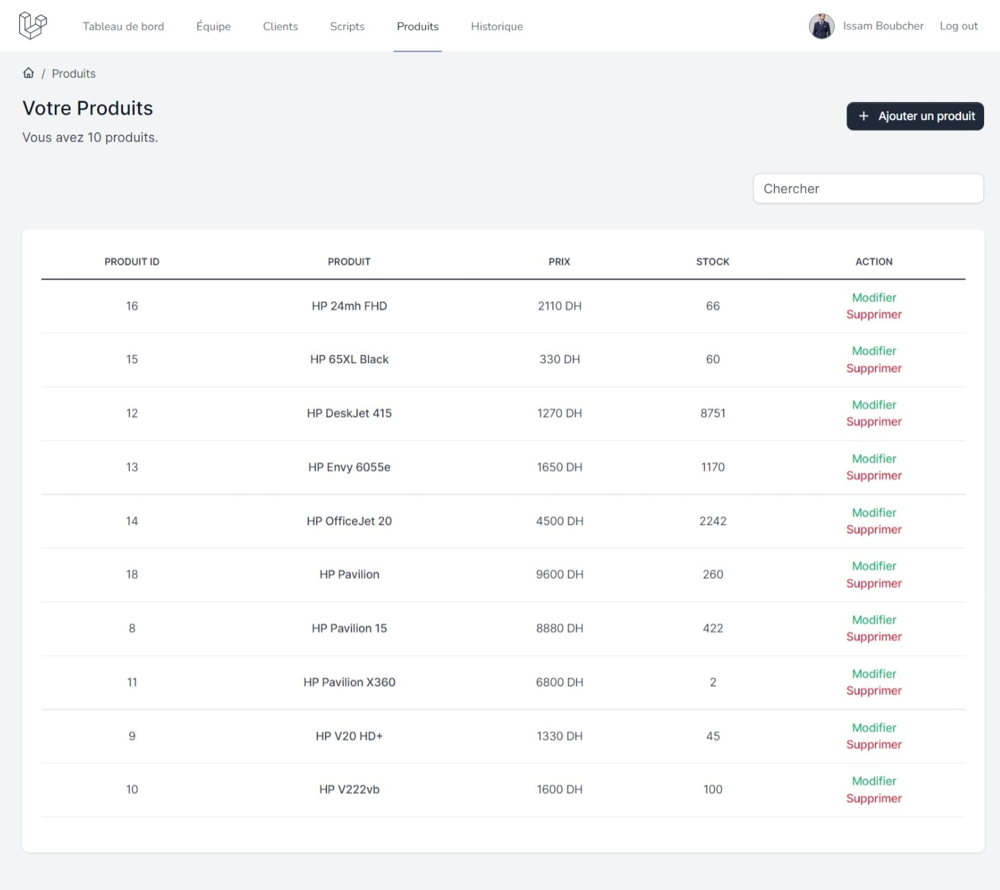 Tableau de bord Équipe Clients Scripts Produits Historique Issam Boubcher Log out
/ Produits
Votre Produits
+ Ajouter un produit
Vous avez 10 produits.
Chercher
PRODUIT ID PRODUIT PRIX STOCK ACTION
16 HP 24mh FHD 2110 DH 66 Modifier
Supprimer
15 HP 65XL Black 330 DH 60 Modifier
Supprimer
12 HP DeskJet 415 1270 DH 8751 Modifier
Supprimer
13 HP Envy 6055e 1650 DH 1170 Modifier
Supprimer
14 HP OfficeJet 20 4500 DH 2242 Modifier
Supprimer
18 HP Pavilion 9600 DH 260 Modifier
Supprimer
8 HP Pavilion 15 8880 DH 422 Modifier
Supprimer
11 HP Pavilion X360 6800 DH 2 Modifier
Supprimer
9 HP V20 HD+ 1330 DH 45 Modifier
Supprimer
10 HP V222vb 1600 DH 100 Modifier
Supprimer